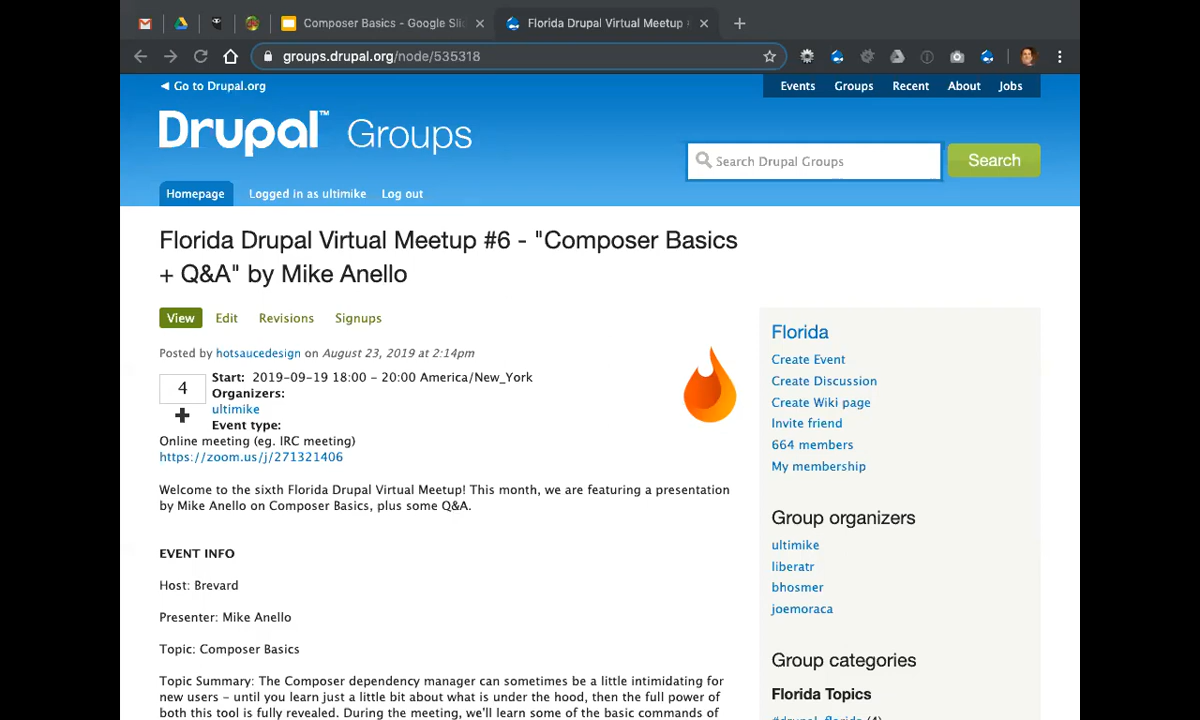 Composer Basics - Google Slid
Florida Drupal Virtual Meetup
groups.drupal.org/node/535318
◀ Go to Drupal.org
Events
Groups
Recent
About
Jobs
Drupal™ Groups
Search Drupal Groups
Search
Homepage
Logged in as ultimike
Log out
Florida Drupal Virtual Meetup #6 - "Composer Basics
+ Q&A" by Mike Anello
View
Edit
Revisions
Signups
Posted by hotsaucedesign on August 23, 2019 at 2:14pm
4
Start: 2019-09-19 18:00 - 20:00 America/New_York
Organizers:
ultimike
Event type:
Online meeting (eg. IRC meeting)
https://zoom.us/j/271321406
Welcome to the sixth Florida Drupal Virtual Meetup! This month, we are featuring a presentation
by Mike Anello on Composer Basics, plus some Q&A.
EVENT INFO
Host: Brevard
Presenter: Mike Anello
Topic: Composer Basics
Topic Summary: The Composer dependency manager can sometimes be a little intimidating for
new users – until you learn just a little bit about what is under the hood, then the full power of
both this tool is fully revealed. During the meeting, we'll learn some of the basic commands of
Florida
Create Event
Create Discussion
Create Wiki page
Invite friend
664 members
My membership
Group organizers
ultimike
liberatr
bhosmer
joemoraca
Group categories
Florida Topics
#drupal_florida (4)